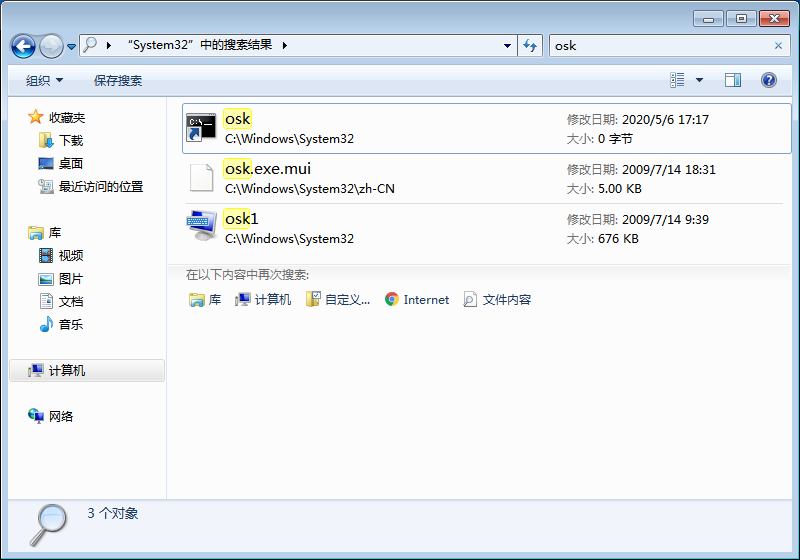 “System32”中的搜索结果
osk
组织
保存搜索
收藏夹
下载
桌面
最近访问的位置
库
视频
图片
文档
音乐
计算机
网络
osk
修改日期: 2020/5/6 17:17
C:\Windows\System32
大小: 0 字节
osk.exe.mui
修改日期: 2009/7/14 18:31
C:\Windows\System32\zh-CN
大小: 5.00 KB
osk1
修改日期: 2009/7/14 9:39
C:\Windows\System32
大小: 676 KB
在以下内容中再次搜索:
库 计算机 自定义... Internet 文件内容
3 个对象